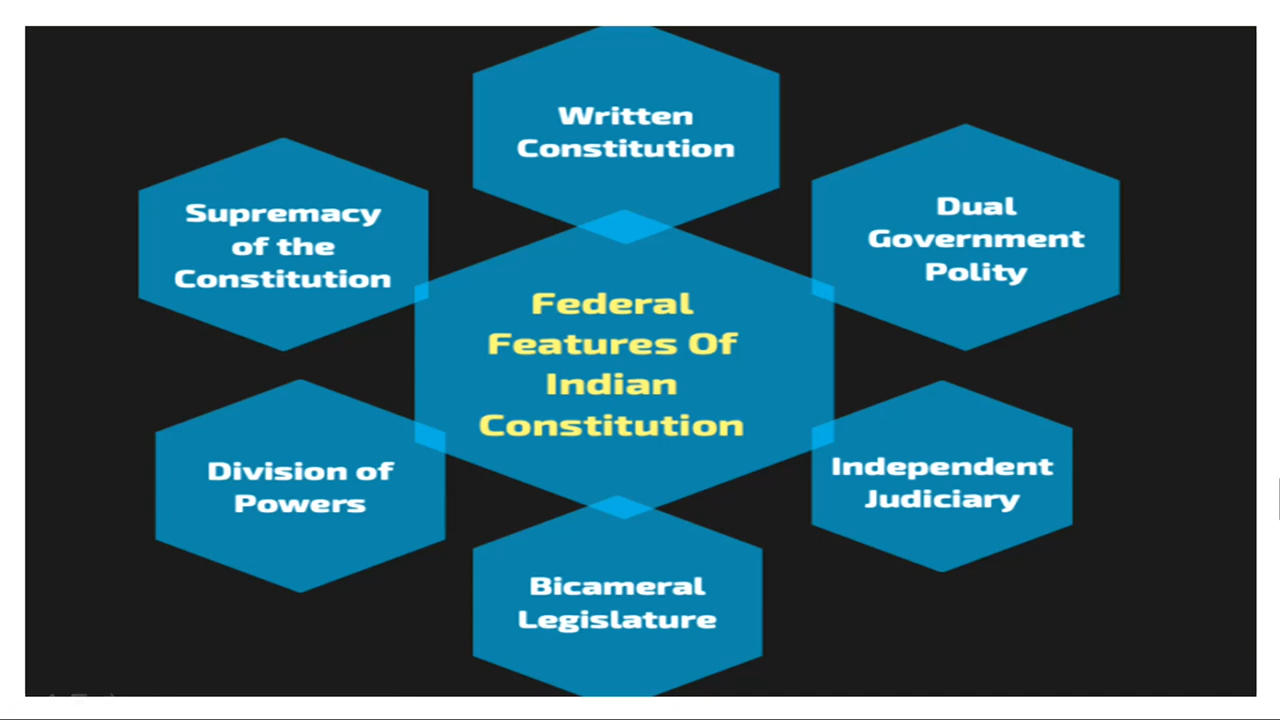 Written
Constitution
Supremacy
of the
Constitution
Dual
Government
Polity
Federal
Features Of
Indian
Constitution
Division of
Powers
Independent
Judiciary
Bicameral
Legislature